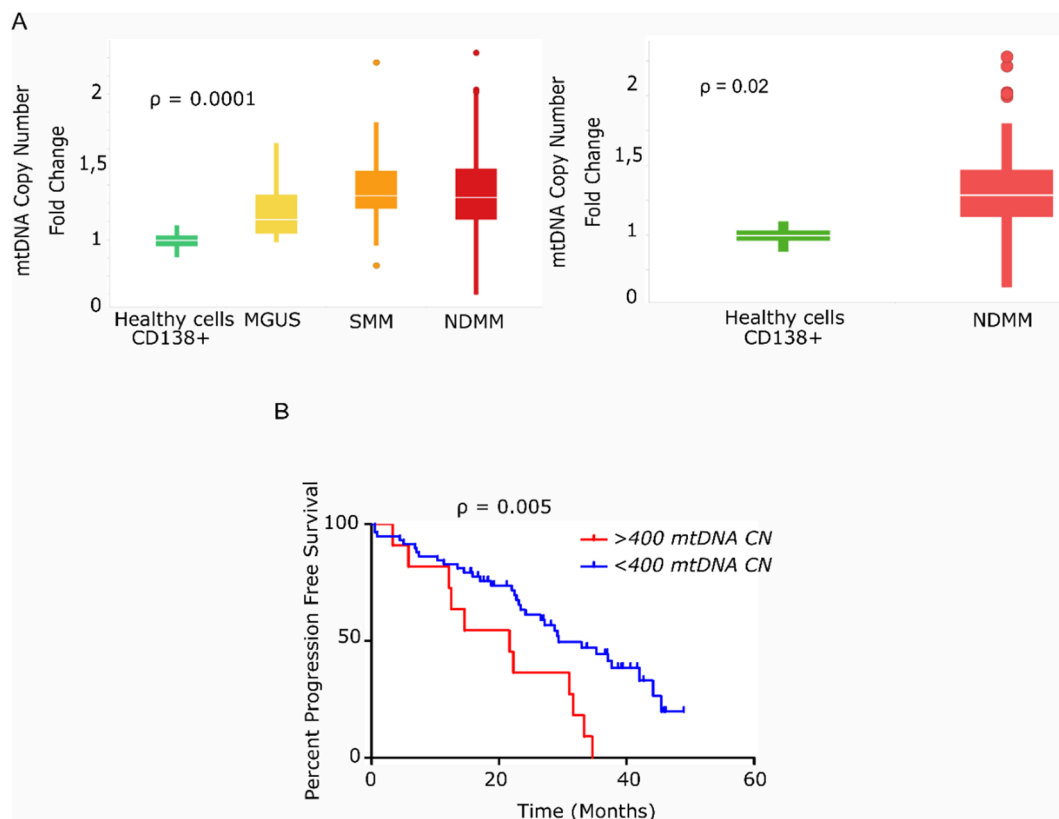 A
mtDNA Copy Number
Fold Change
2
1,5
1
0
ρ = 0.0001
Healthy cells
CD138+
MGUS
SMM
NDMM
mtDNA Copy Number
Fold Change
2
1,5
1
0
ρ = 0.02
Healthy cells
CD138+
NDMM
B
ρ = 0.005
Percent Progression Free Survival
100
50
0
>400 mtDNA CN
<400 mtDNA CN
0
20
40
60
Time (Months)